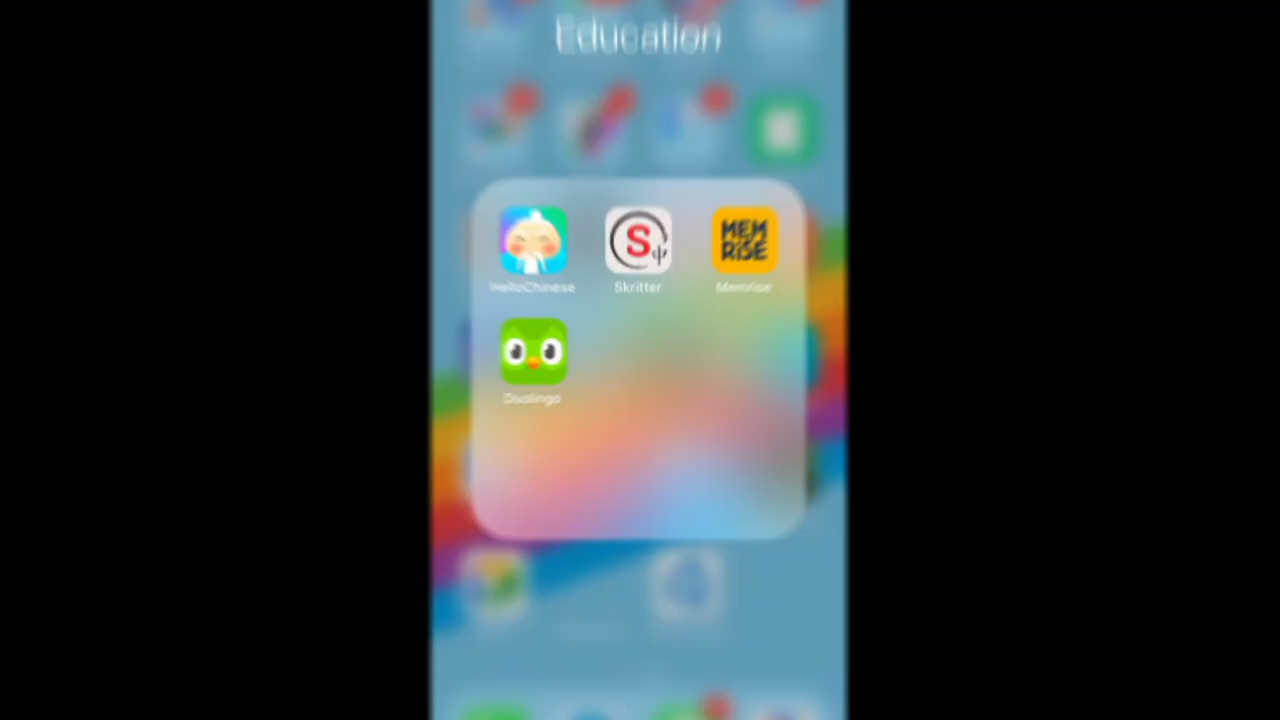 Education
HelloChinese Skritter Memrise
S
MEM
RISE
Duolingo